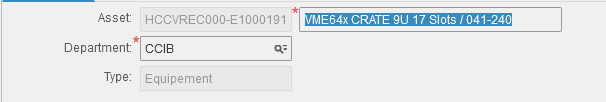 Asset: HCCVREC000-E1000191 * VME64x CRATE 9U 17 Slots / 041-240
Department: * CCIB
Type: Equipement